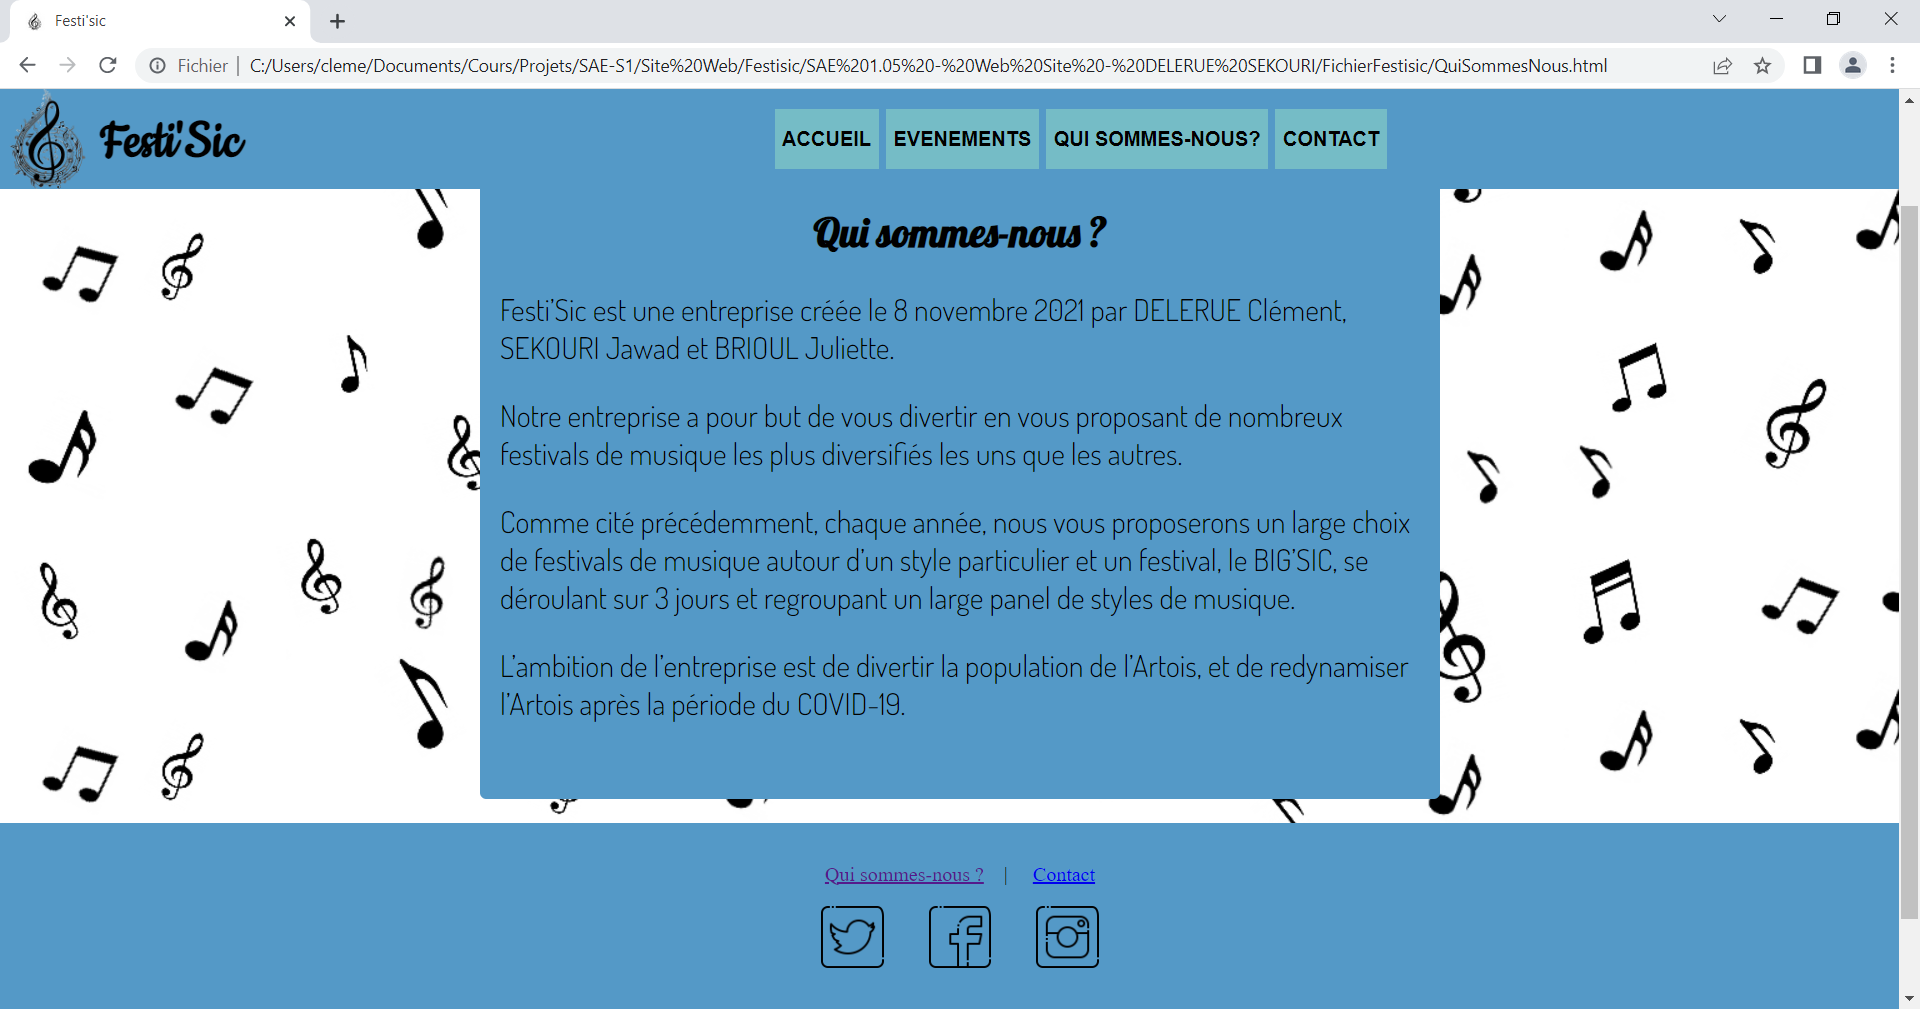 Festi'sic
Fichier | C:/Users/cleme/Documents/Cours/Projets/SAE-S1/Site%20Web/Festisic/SAE%201.05%20-%20Web%20Site%20-%20DELERUE%20SEKOURI/FichierFestisic/QuiSommesNous.html
Festi'Sic
ACCUEIL EVENEMENTS QUI SOMMES-NOUS? CONTACT
Qui sommes-nous ?
Festi’Sic est une entreprise créée le 8 novembre 2021 par DELERUE Clément,
SEKOURI Jawad et BRIOUL Juliette.
Notre entreprise a pour but de vous divertir en vous proposant de nombreux
festivals de musique les plus diversifiés les uns que les autres.
Comme cité précédemment, chaque année, nous vous proposerons un large choix
de festivals de musique autour d’un style particulier et un festival, le BIG’SIC, se
déroulant sur 3 jours et regroupant un large panel de styles de musique.
L’ambition de l’entreprise est de divertir la population de l’Artois, et de redynamiser
l’Artois après la période du COVID-19.
Qui sommes-nous ? | Contact